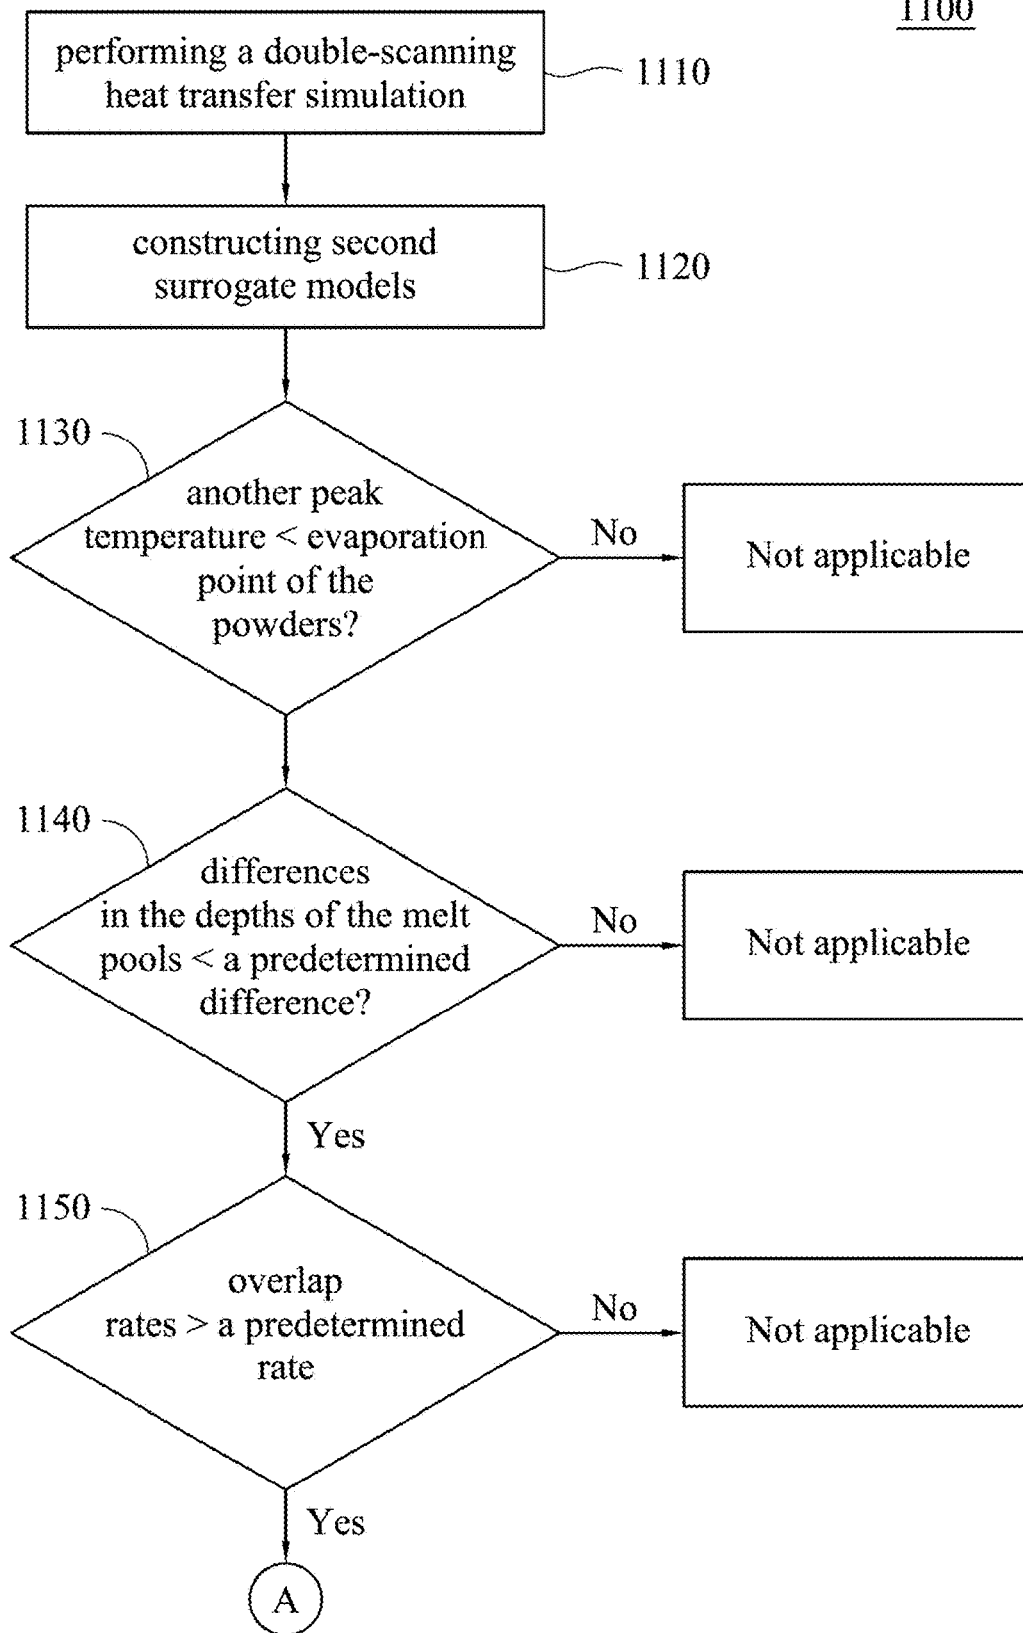 1100
performing a double-scanning
heat transfer simulation
1110
constructing second
surrogate models
1120
1130
another peak
temperature < evaporation
point of the
powders?
No
Not applicable
1140
differences
in the depths of the melt
pools < a predetermined
difference?
No
Not applicable
Yes
1150
overlap
rates > a predetermined
rate
No
Not applicable
Yes
A